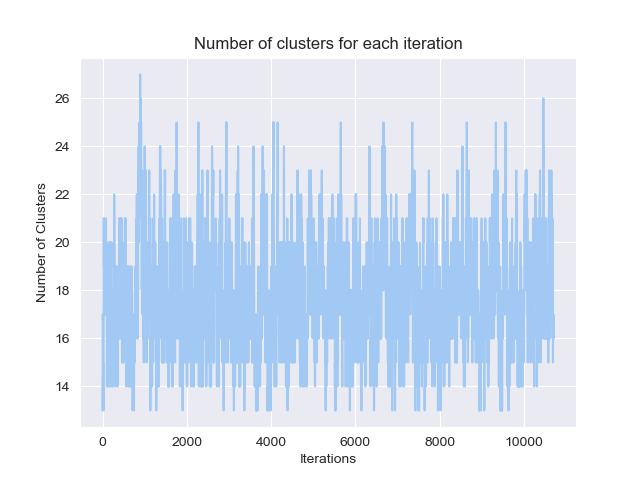 Number of clusters for each iteration
26
24
22
20
18
16
14
Number of Clusters
0 2000 4000 6000 8000 10000
Iterations